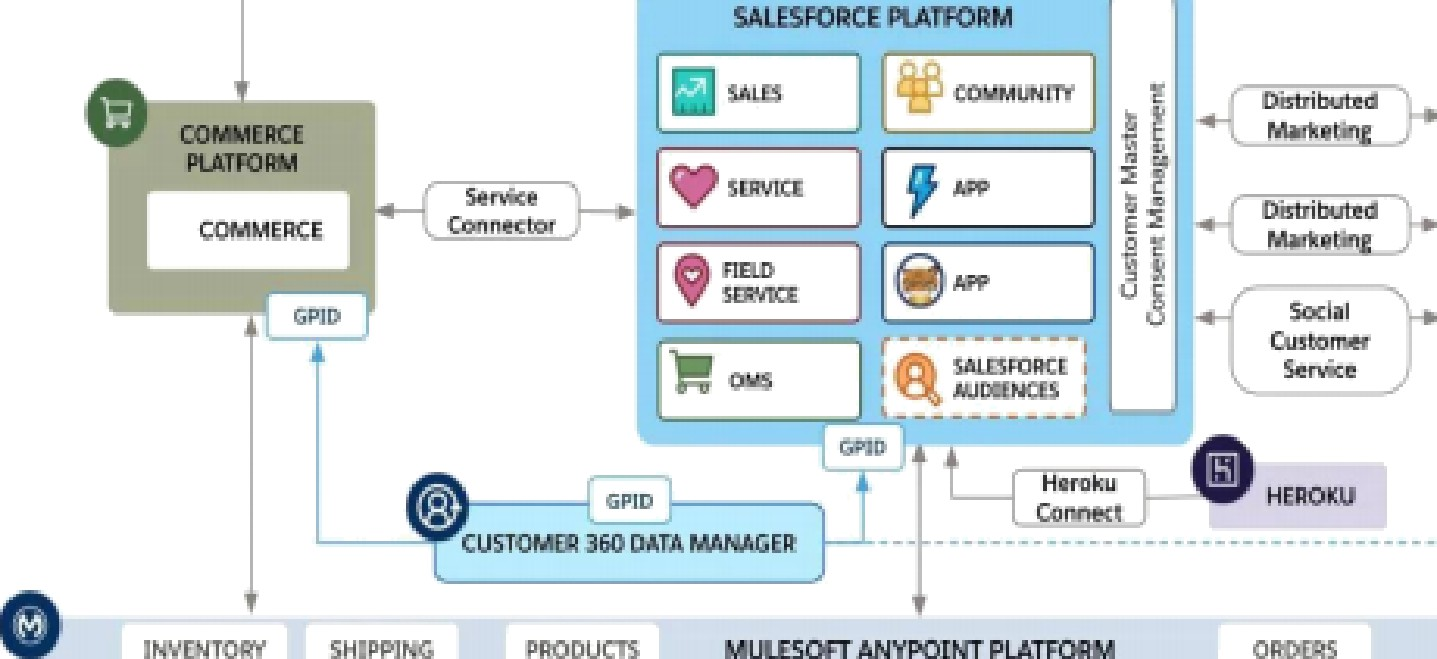 SALESFORCE PLATFORM
COMMERCE
PLATFORM
COMMERCE
GPID
Service
Connector
SALES
COMMUNITY
SERVICE
APP
FIELD
SERVICE
APP
OMS
SALESFORCE
AUDIENCES
Customer Master
Consent Management
Distributed
Marketing
Distributed
Marketing
Social
Customer
Service
GPID
GPID
CUSTOMER 360 DATA MANAGER
Heroku
Connect
HEROKU
INVENTORY
SHIPPING
PRODUCTS
MULESOFT ANYPOINT PLATFORM
ORDERS